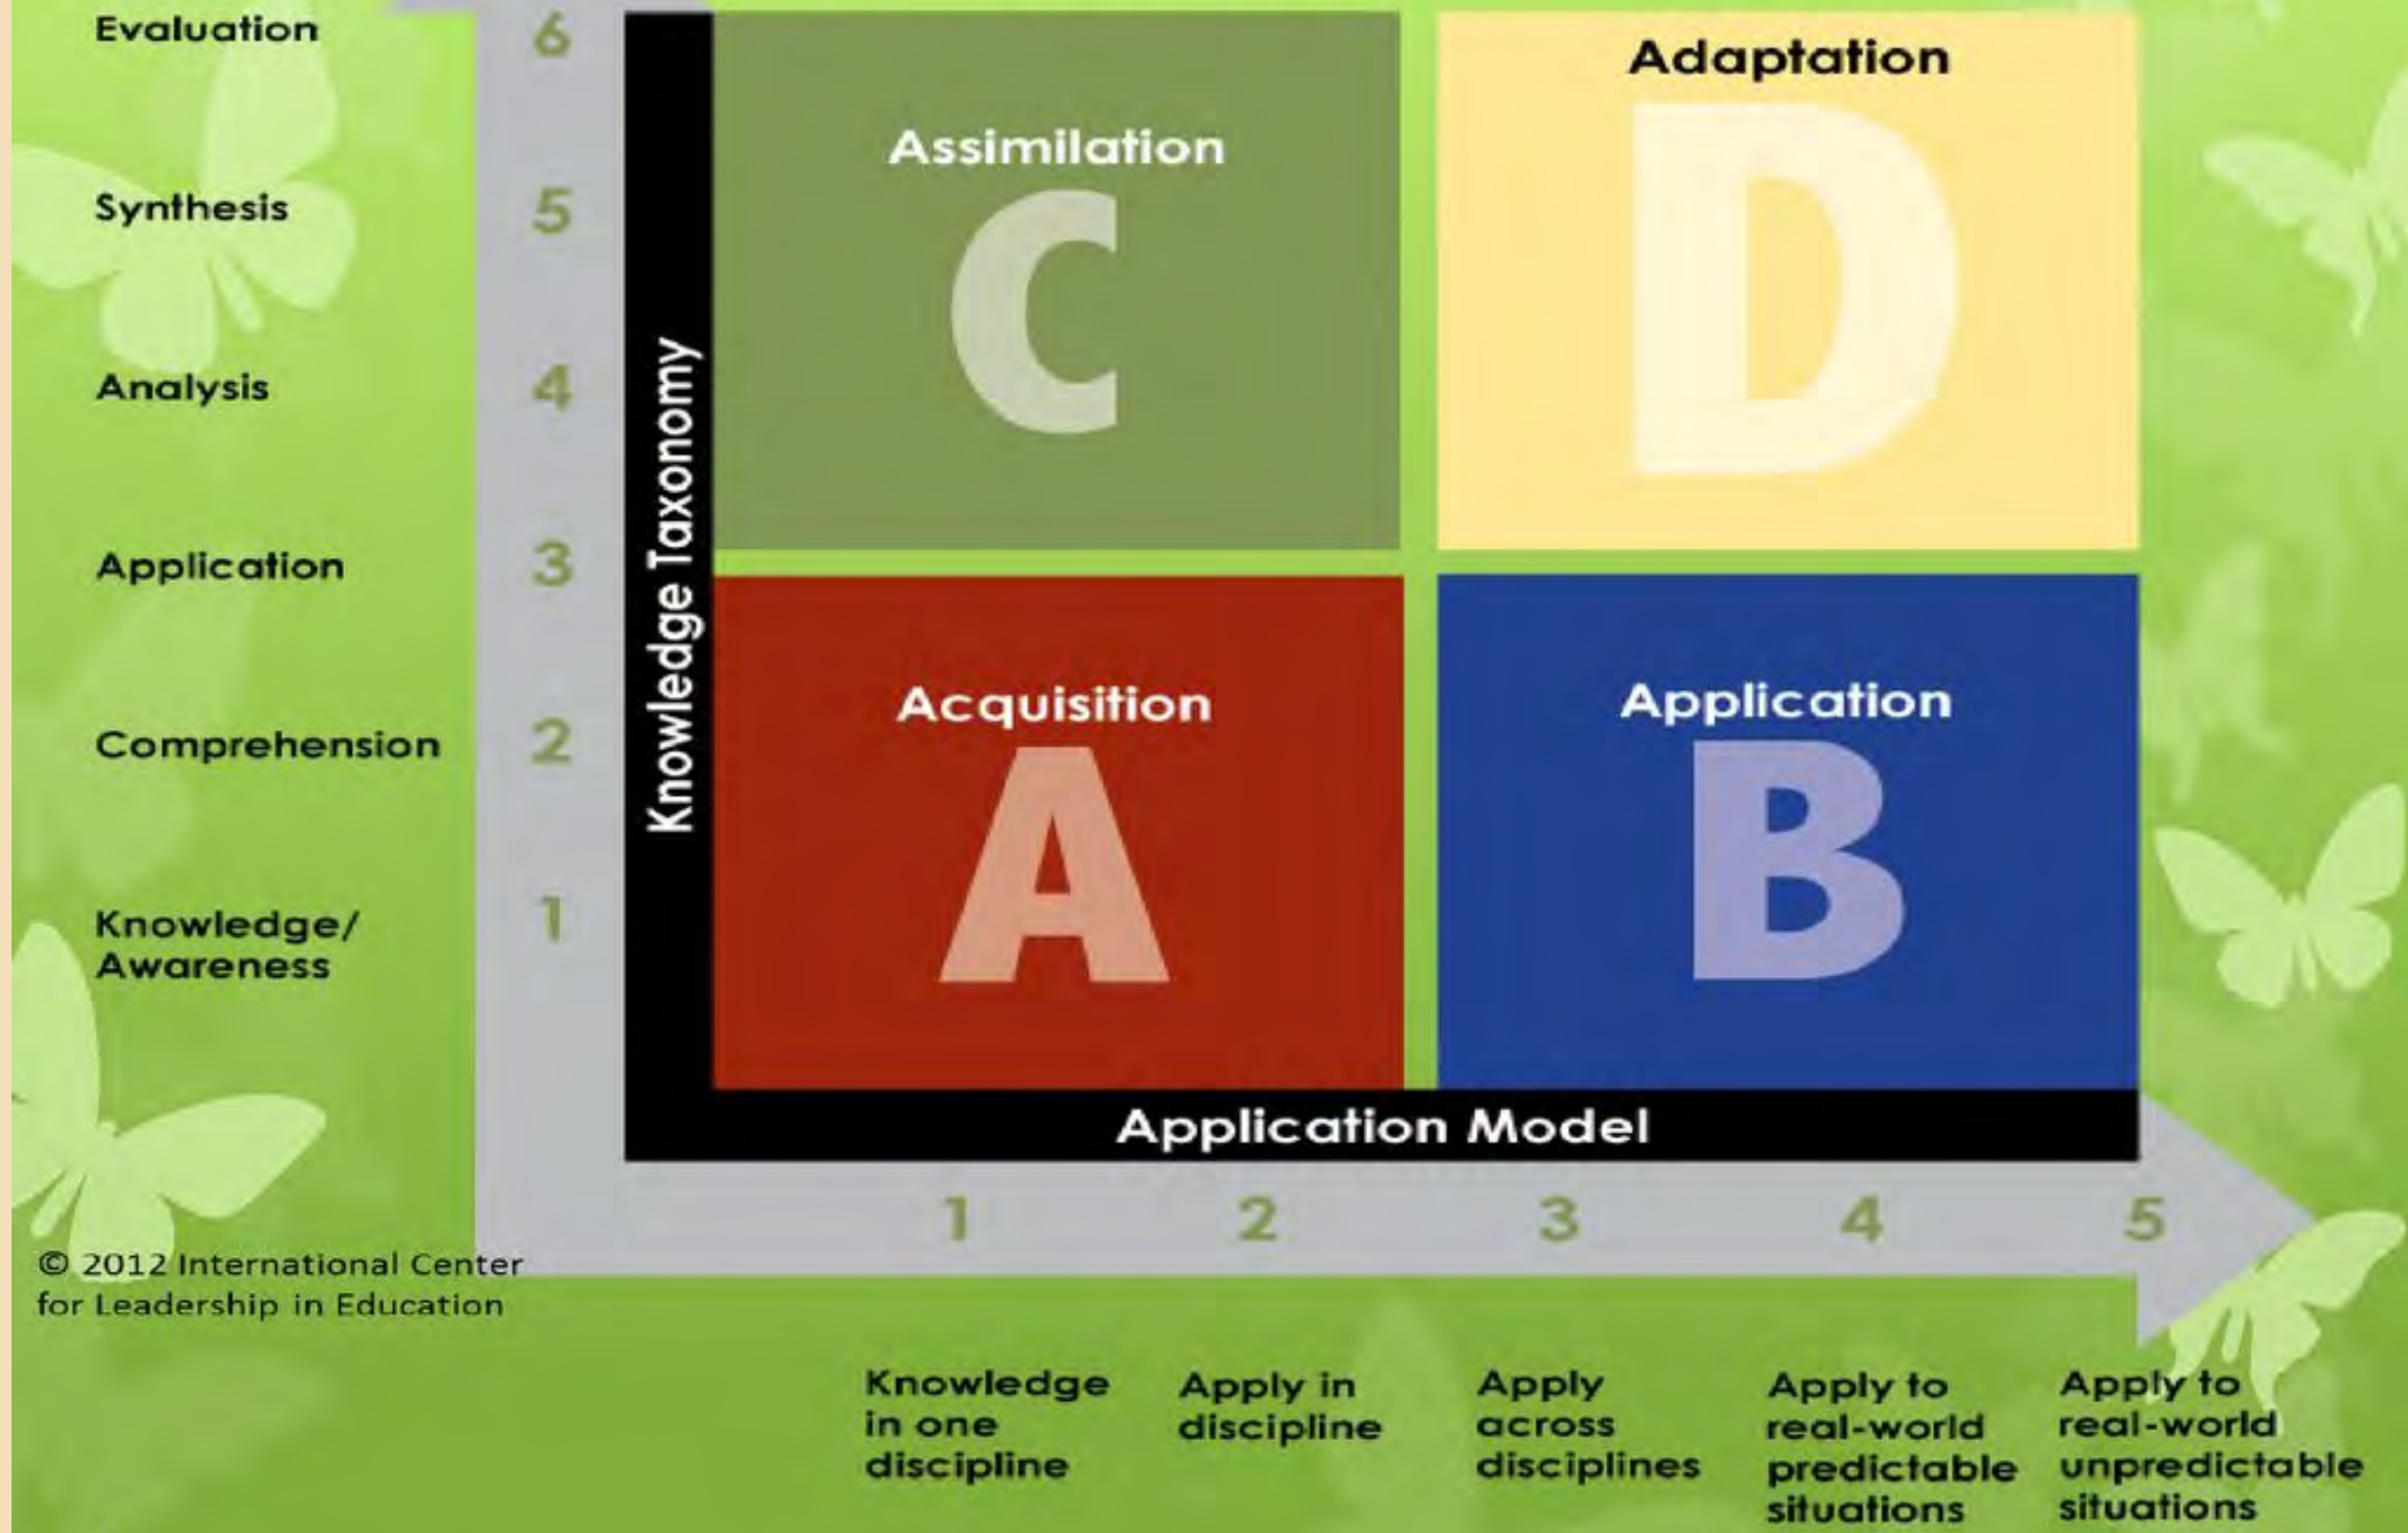 Evaluation
6
Synthesis
5
Analysis
4
Application
3
Comprehension
2
Knowledge/
Awareness
1
Knowledge Taxonomy
Assimilation
C
Adaptation
D
Acquisition
A
Application
B
Application Model
1 2 3 4 5
© 2012 International Center
for Leadership in Education
Knowledge
in one
discipline
Apply in
discipline
Apply
across
disciplines
Apply to
real-world
predictable
situations
Apply to
real-world
unpredictable
situations